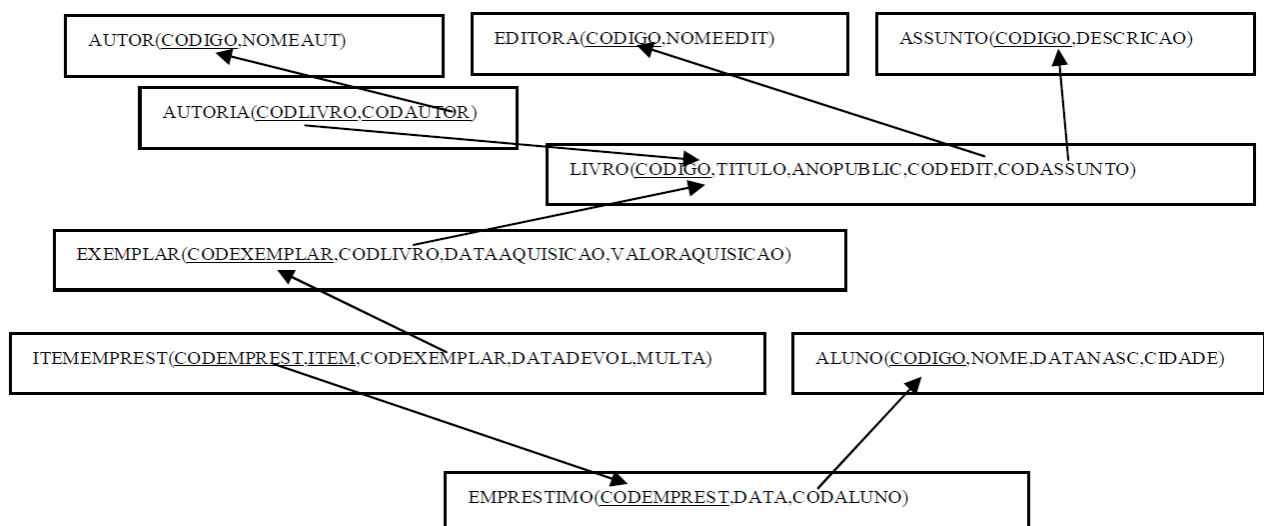 AUTOR(CODIGO,NOMEAUT)
EDITORA(CODIGO,NOMEEDIT)
ASSUNTO(CODIGO,DESCRICAO)
AUTORIA(CODLIVRO,CODAUTOR)
LIVRO(CODIGO,TITULO,ANOPUBLIC,CODEDIT,CODASSUNTO)
EXEMPLAR(CODEXEMPLAR,CODLIVRO,DATAAQUISICAO,VALORAQUISICAO)
ITEMEMPREST(CODEMPREST,ITEM,CODEXEMPLAR,DATADEVOL,MULTA)
ALUNO(CODIGO,NOME,DATANASC,CIDADE)
EMPRESTIMO(CODEMPREST,DATA,CODALUNO)